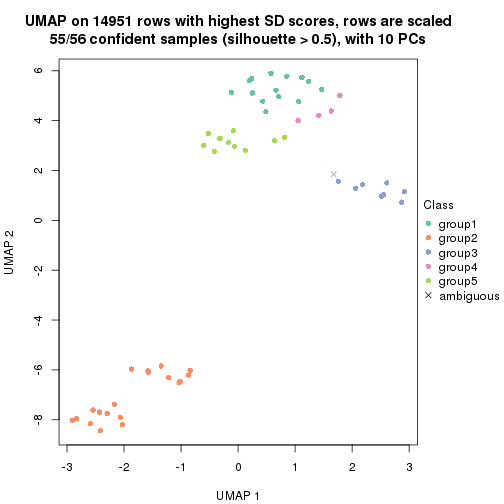 UMAP on 14951 rows with highest SD scores, rows are scaled
55/56 confident samples (silhouette > 0.5), with 10 PCs
6
4
2
0
-2
-4
-6
-8
UMAP 2
-3 -2 -1 0 1 2 3
UMAP 1
Class
group1
group2
group3
group4
group5
ambiguous